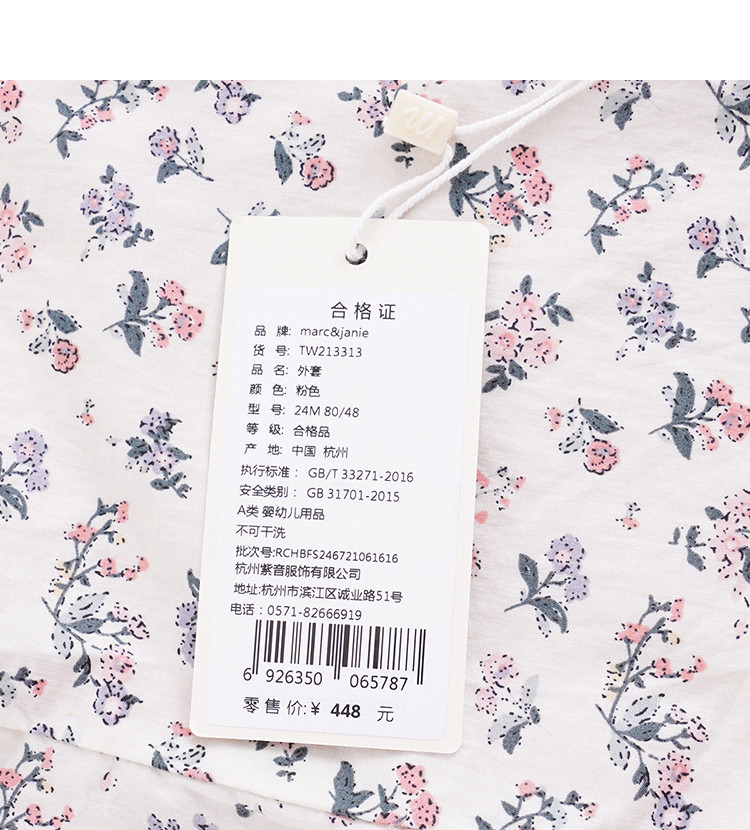 合格证
品 牌: marc&janie
货 号: TW213313
品 名: 外套
颜 色: 粉色
型 号: 24M 80/48
等 级: 合格品
产 地: 中国 杭州
执行标准: GB/T 33271-2016
安全类别: GB 31701-2015
A类 婴幼儿用品
不可干洗
批次号:RCHBFS246721061616
杭州紫音服饰有限公司
地址:杭州市滨江区诚业路51号
电话:0571-82666919
6 926350 065787
零售价:¥ 448 元